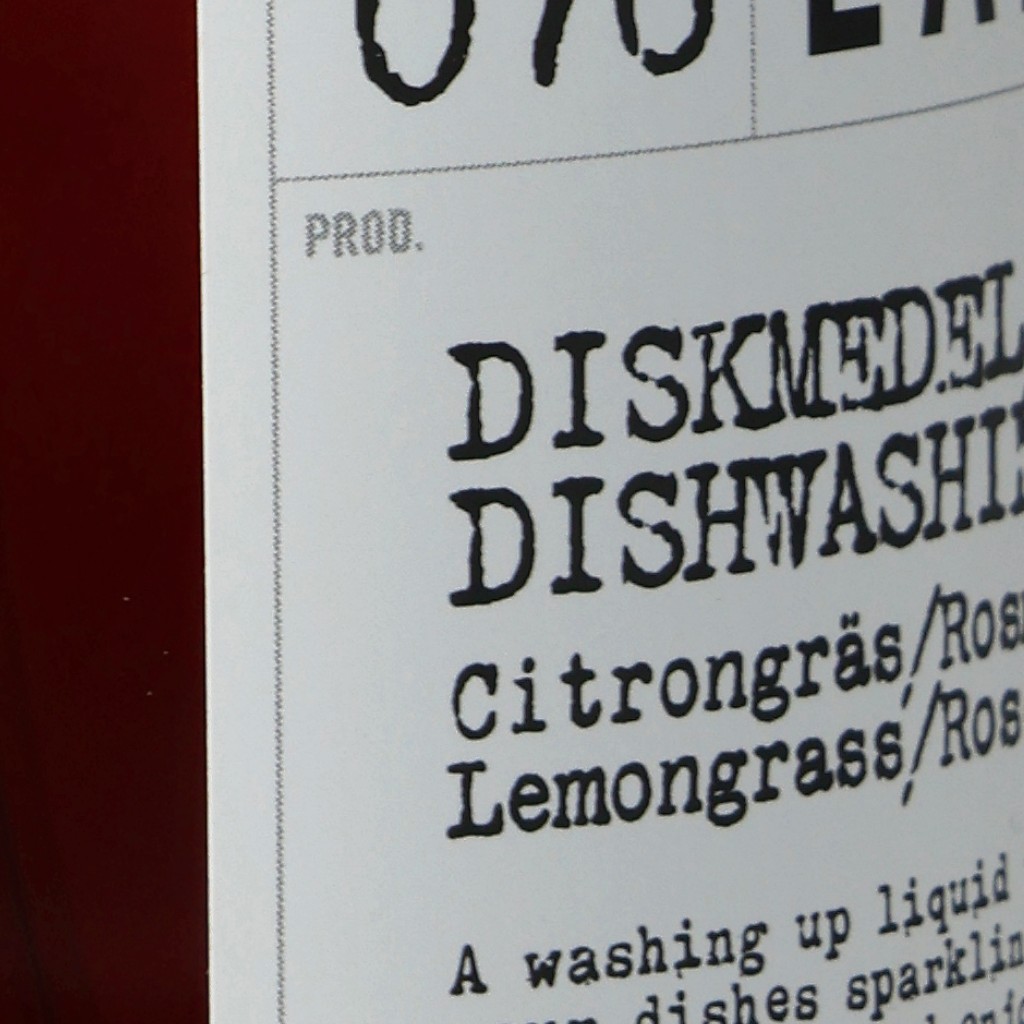 PROD.
DISKMEDEL
DISHWASHI
Citrongräs/Ros
Lemongrass/Ros
A washing up liquid
dishes sparklin